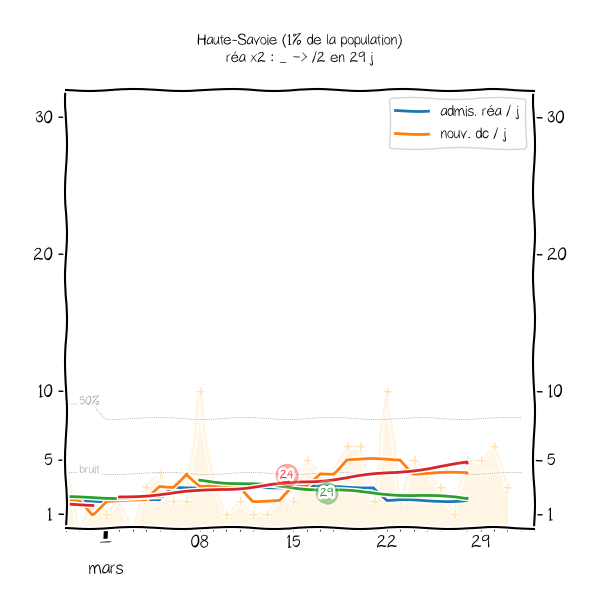 Haute-Savoie (1% de la population)
réa x2 : _ -> /2 en 29 j
admis. réa / j
nouv. dc / j
30
30
20
20
10
10
50%
5
5
bruit
24
29
1
1
08
15
22
29
mars